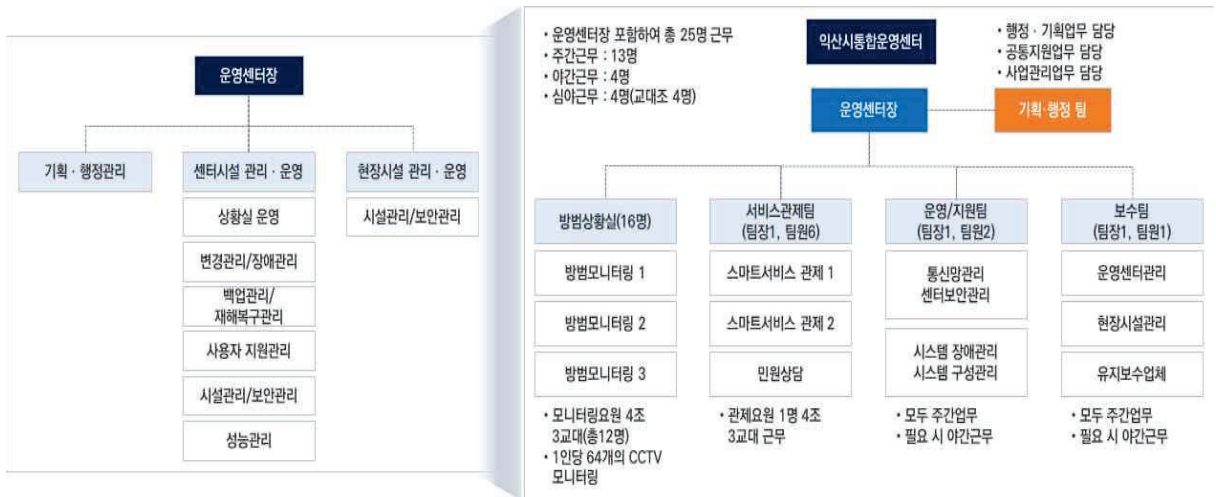 운영센터장
기획 · 행정관리
센터시설 관리 · 운영
현장시설 관리 · 운영
상황실 운영
변경관리/장애관리
백업관리/
재해복구관리
사용자 지원관리
시설관리/보안관리
성능관리
시설관리/보안관리
• 운영센터장 포함하여 총 25명 근무
• 주간근무 : 13명
• 야간근무 : 4명
• 심야근무 : 4명(교대조 4명)
익산시통합운영센터
• 행정 · 기획업무 담당
• 공통지원업무 담당
• 사업관리업무 담당
운영센터장
기획·행정 팀
방범상황실(16명)
방범모니터링 1
방범모니터링 2
방범모니터링 3
• 모니터링요원 4조
3교대(총12명)
• 1인당 64개의 CCTV
모니터링
서비스관제팀
(팀장1, 팀원6)
스마트서비스 관제 1
스마트서비스 관제 2
민원상담
• 관제요원 1명 4조
3교대 근무
운영/지원팀
(팀장1, 팀원2)
통신망관리
센터보안관리
시스템 장애관리
시스템 구성관리
• 모두 주간업무
• 필요 시 야간근무
보수팀
(팀장1, 팀원1)
운영센터관리
현장시설관리
유지보수업체
• 모두 주간업무
• 필요 시 야간근무